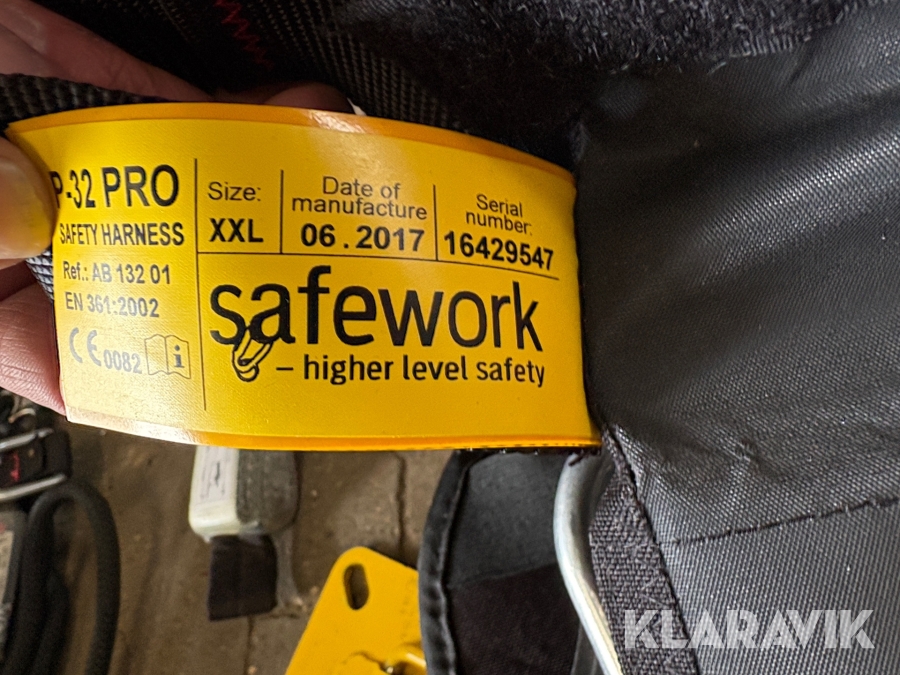 P-32 PRO
SAFETY HARNESS
Ref.: AB 132 01
EN 361:2002
CE 0082 i
Size:
XXL
Date of
manufacture
06 . 2017
Serial
number:
16429547
safework
– higher level safety
KLARAVIK